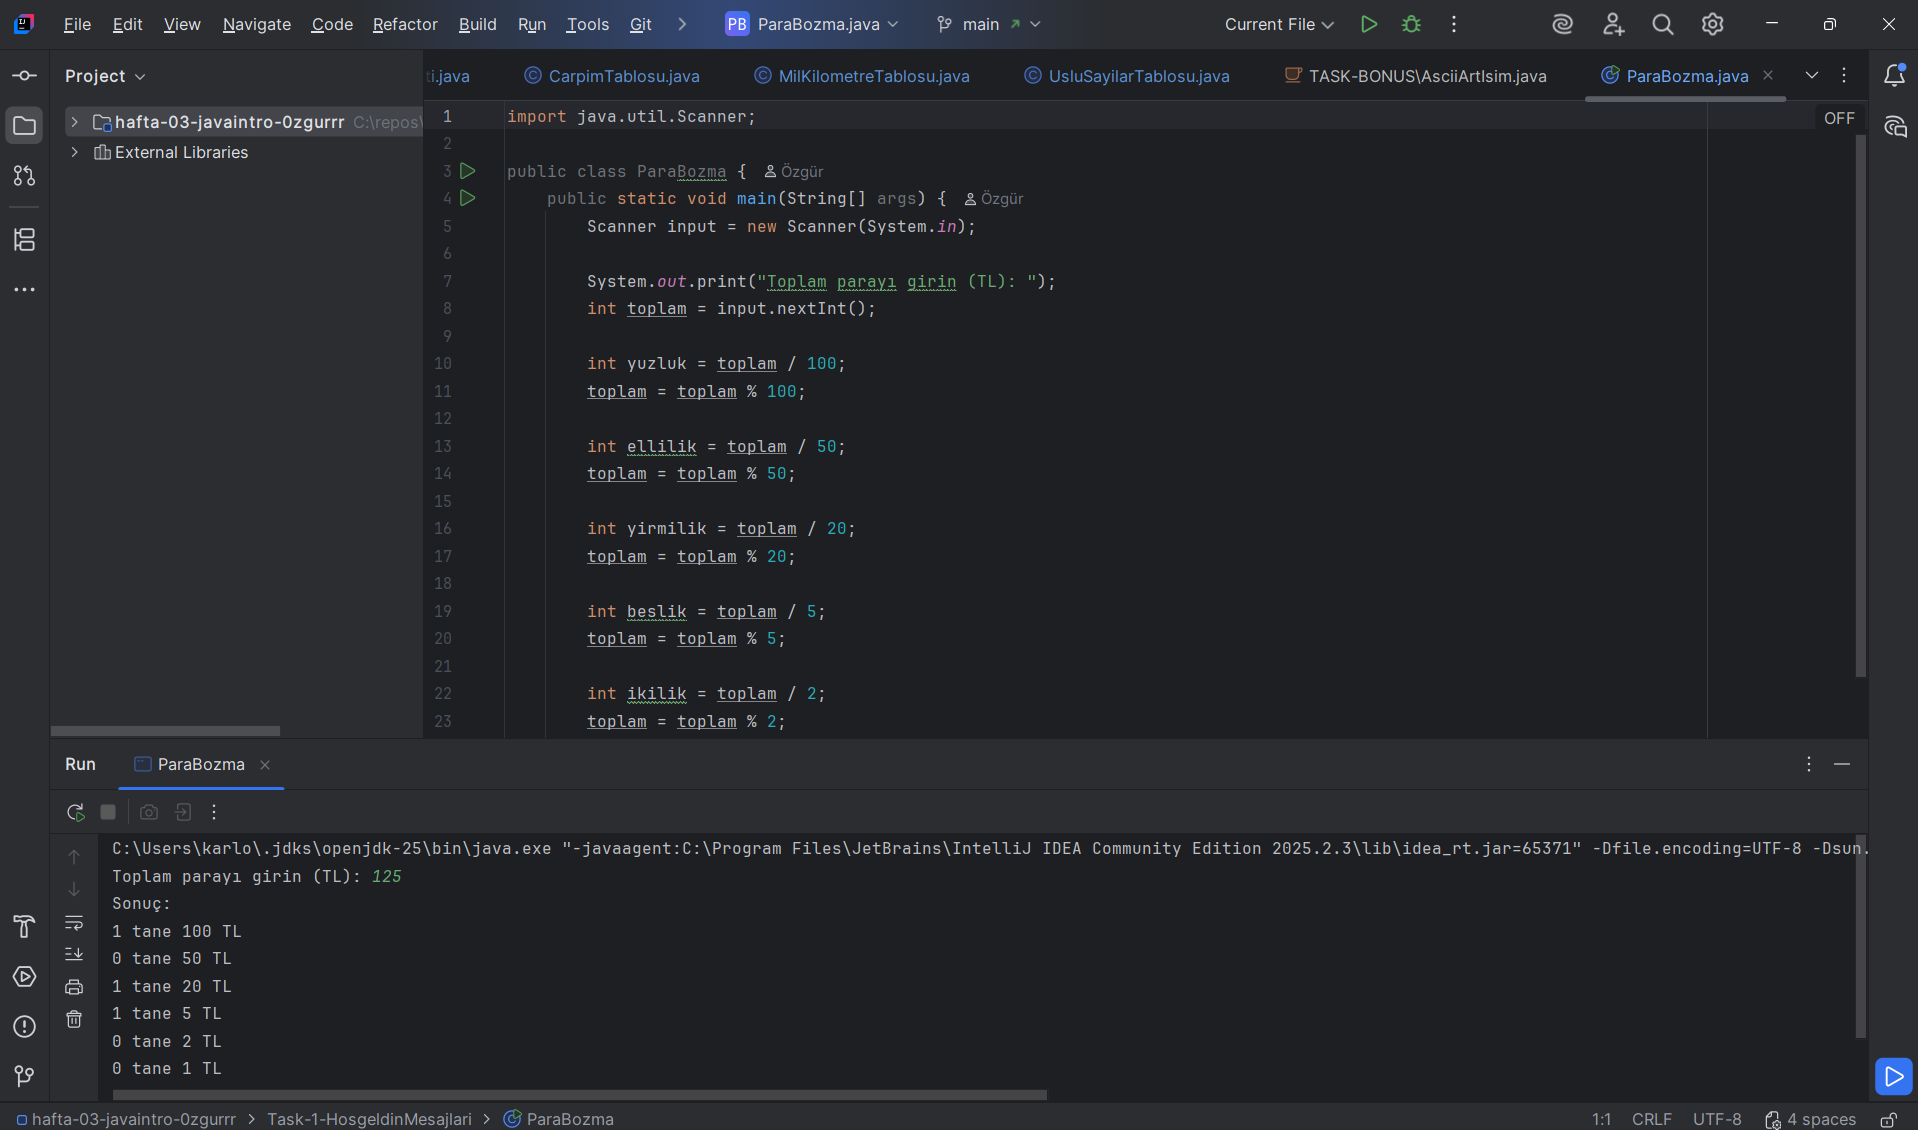 File Edit View Navigate Code Refactor Build Run Tools Git PB ParaBozma.java main Current File
Project
i.java CarpimTablosu.java MilKilometreTablosu.java UsluSayilarTablosu.java TASK-BONUS\AsciiArtIsim.java ParaBozma.java
hafta-03-javaintro-0zgurrr C:\repos\
External Libraries
OFF
1 import java.util.Scanner;
2
3 public class ParaBozma { Özgür
4 public static void main(String[] args) { Özgür
5 Scanner input = new Scanner(System.in);
6
7 System.out.print("Toplam parayı girin (TL): ");
8 int toplam = input.nextInt();
9
10 int yuzluk = toplam / 100;
11 toplam = toplam % 100;
12
13 int ellilik = toplam / 50;
14 toplam = toplam % 50;
15
16 int yirmilik = toplam / 20;
17 toplam = toplam % 20;
18
19 int beslik = toplam / 5;
20 toplam = toplam % 5;
21
22 int ikilik = toplam / 2;
23 toplam = toplam % 2;
Run ParaBozma
C:\Users\karlo\.jdks\openjdk-25\bin\java.exe "-javaagent:C:\Program Files\JetBrains\IntelliJ IDEA Community Edition 2025.2.3\lib\idea_rt.jar=65371" -Dfile.encoding=UTF-8 -Dsun.
Toplam parayı girin (TL): 125
Sonuç:
1 tane 100 TL
0 tane 50 TL
1 tane 20 TL
1 tane 5 TL
0 tane 2 TL
0 tane 1 TL
hafta-03-javaintro-0zgurrr > Task-1-HosgeldinMesajlari > ParaBozma 1:1 CRLF UTF-8 4 spaces